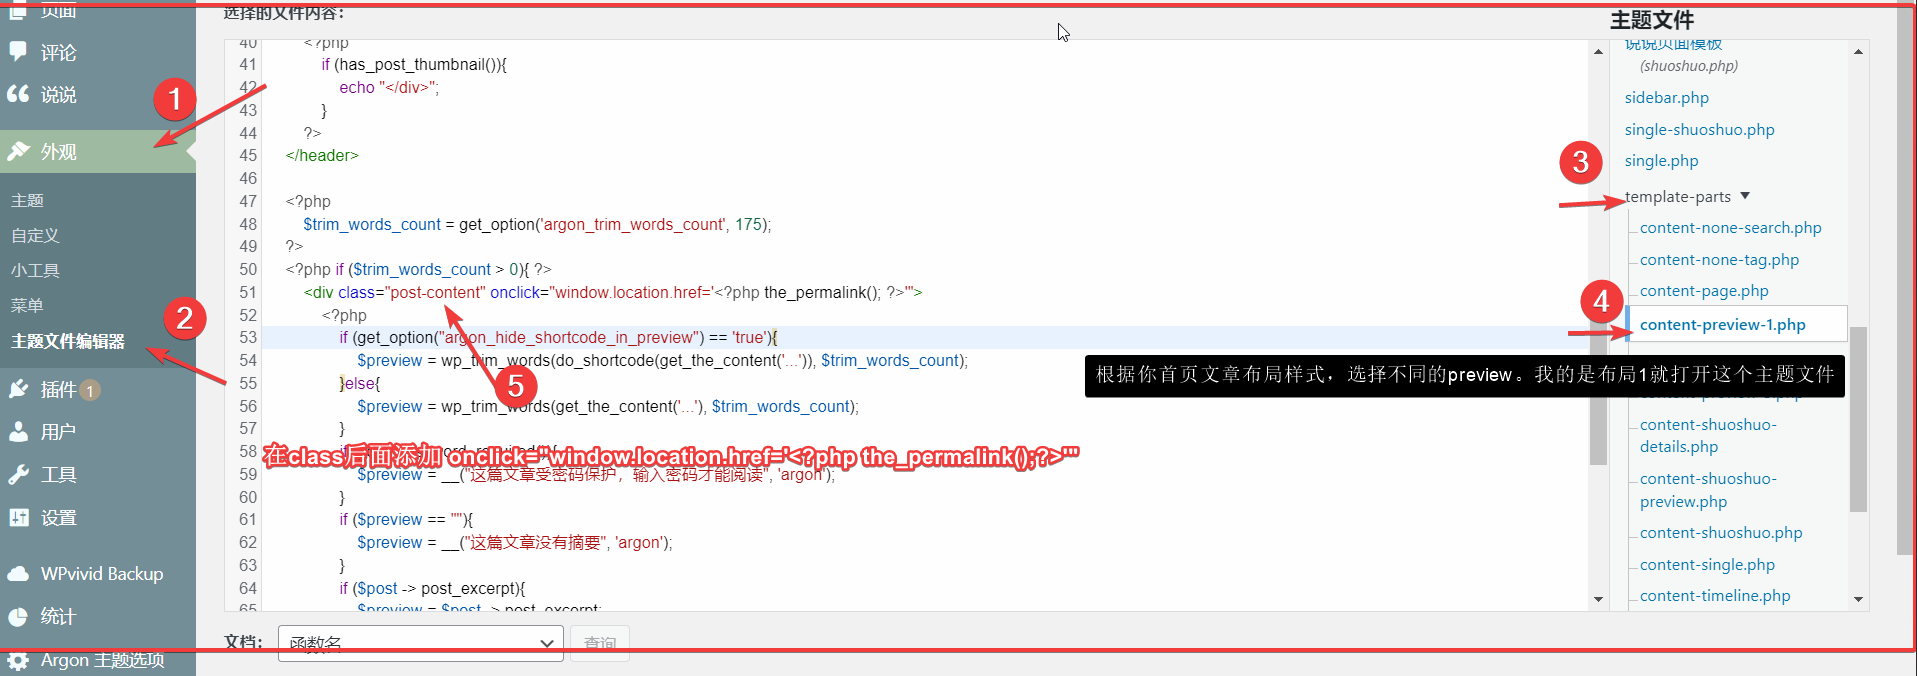 页面
评论
说说
外观
主题
自定义
小工具
菜单
主题文件编辑器
插件 1
用户
工具
设置
WPvivid Backup
统计
Argon 主题选项
1
2
选择的文件内容：
40 <?php
41 if (has_post_thumbnail()){
42 echo "</div>";
43 }
44 ?>
45 </header>
46
47 <?php
48 $trim_words_count = get_option('argon_trim_words_count', 175);
49 ?>
50 <?php if ($trim_words_count > 0){ ?>
51 <div class="post-content" onclick="window.location.href='<?php the_permalink(); ?>'">
52 <?php
53 if (get_option("argon_hide_shortcode_in_preview") == 'true'){
54 $preview = wp_trim_words(do_shortcode(get_the_content('...')), $trim_words_count);
55 }else{
56 $preview = wp_trim_words(get_the_content('...'), $trim_words_count);
57 }
58
59 $preview = __("这篇文章受密码保护，输入密码才能阅读", 'argon');
60 }
61 if ($preview == ""){
62 $preview = __("这篇文章没有摘要", 'argon');
63 }
64 if ($post -> post_excerpt){
65 $preview = $post -> post_excerpt;
5
在class后面添加 onclick="window.location.href='<?php the_permalink();?>'"
文档：
函数名
查询
主题文件
说说页面模板
(shuoshuo.php)
sidebar.php
single-shuoshuo.php
single.php
3
template-parts ▼
content-none-search.php
content-none-tag.php
content-page.php
4
content-preview-1.php
根据你首页文章布局样式，选择不同的preview。我的是布局1就打开这个主题文件
content-shuoshuo-
details.php
content-shuoshuo-
preview.php
content-shuoshuo.php
content-single.php
content-timeline.php